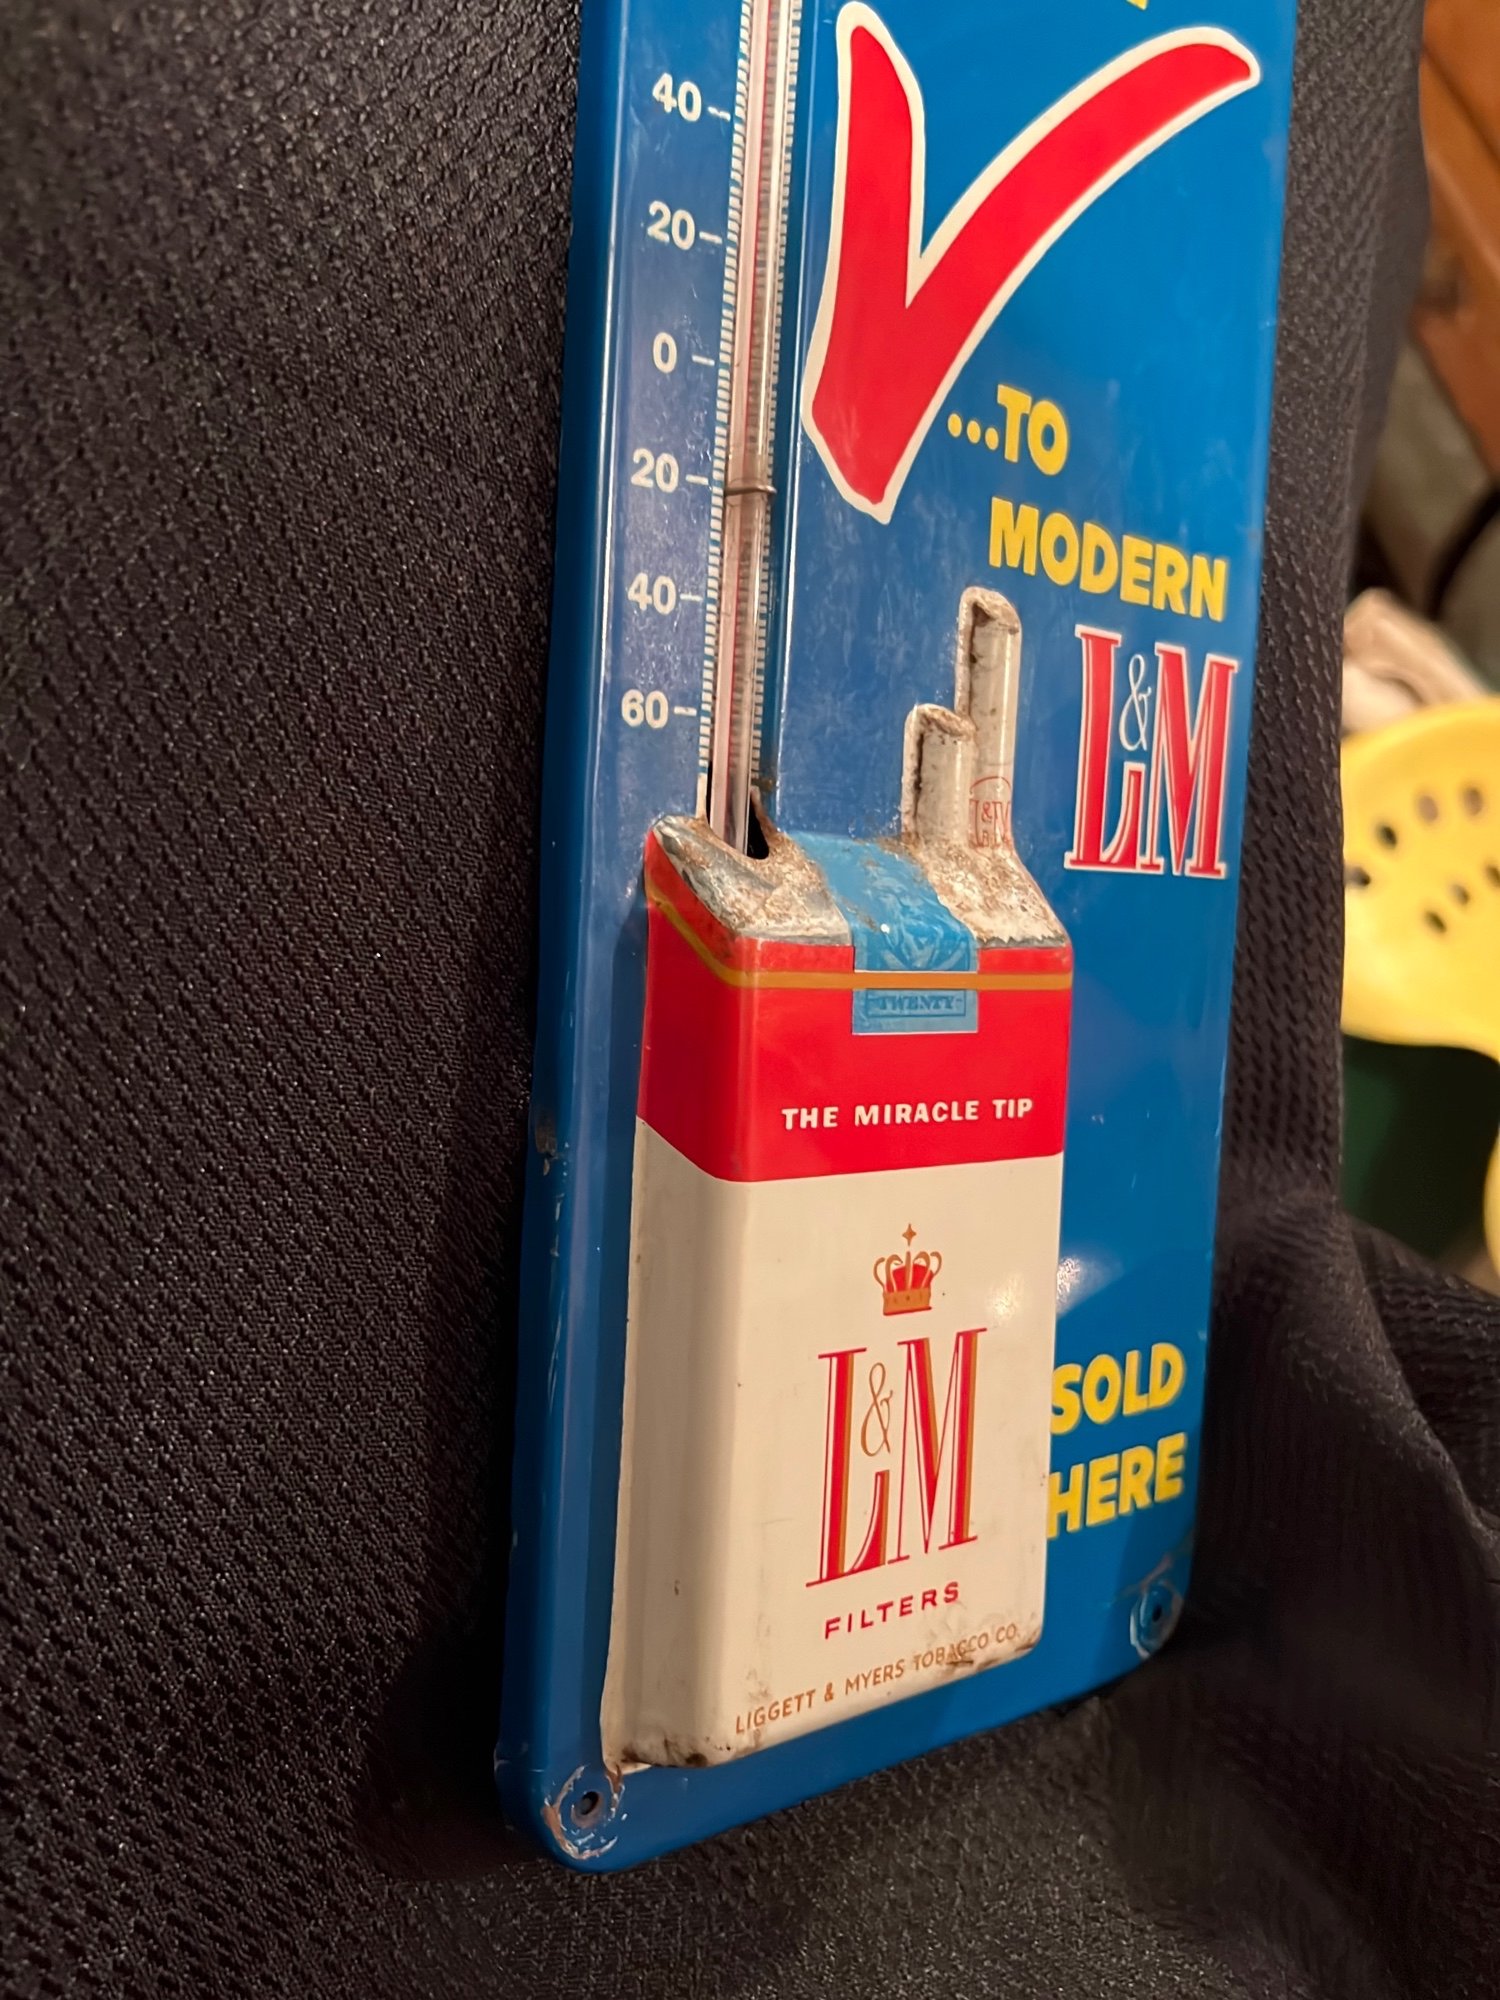 40
20
0
20
40
60
...TO
MODERN
L&M
L&M
TWENTY
THE MIRACLE TIP
L&M
FILTERS
LIGGETT & MYERS TOBACCO CO.
SOLD
HERE